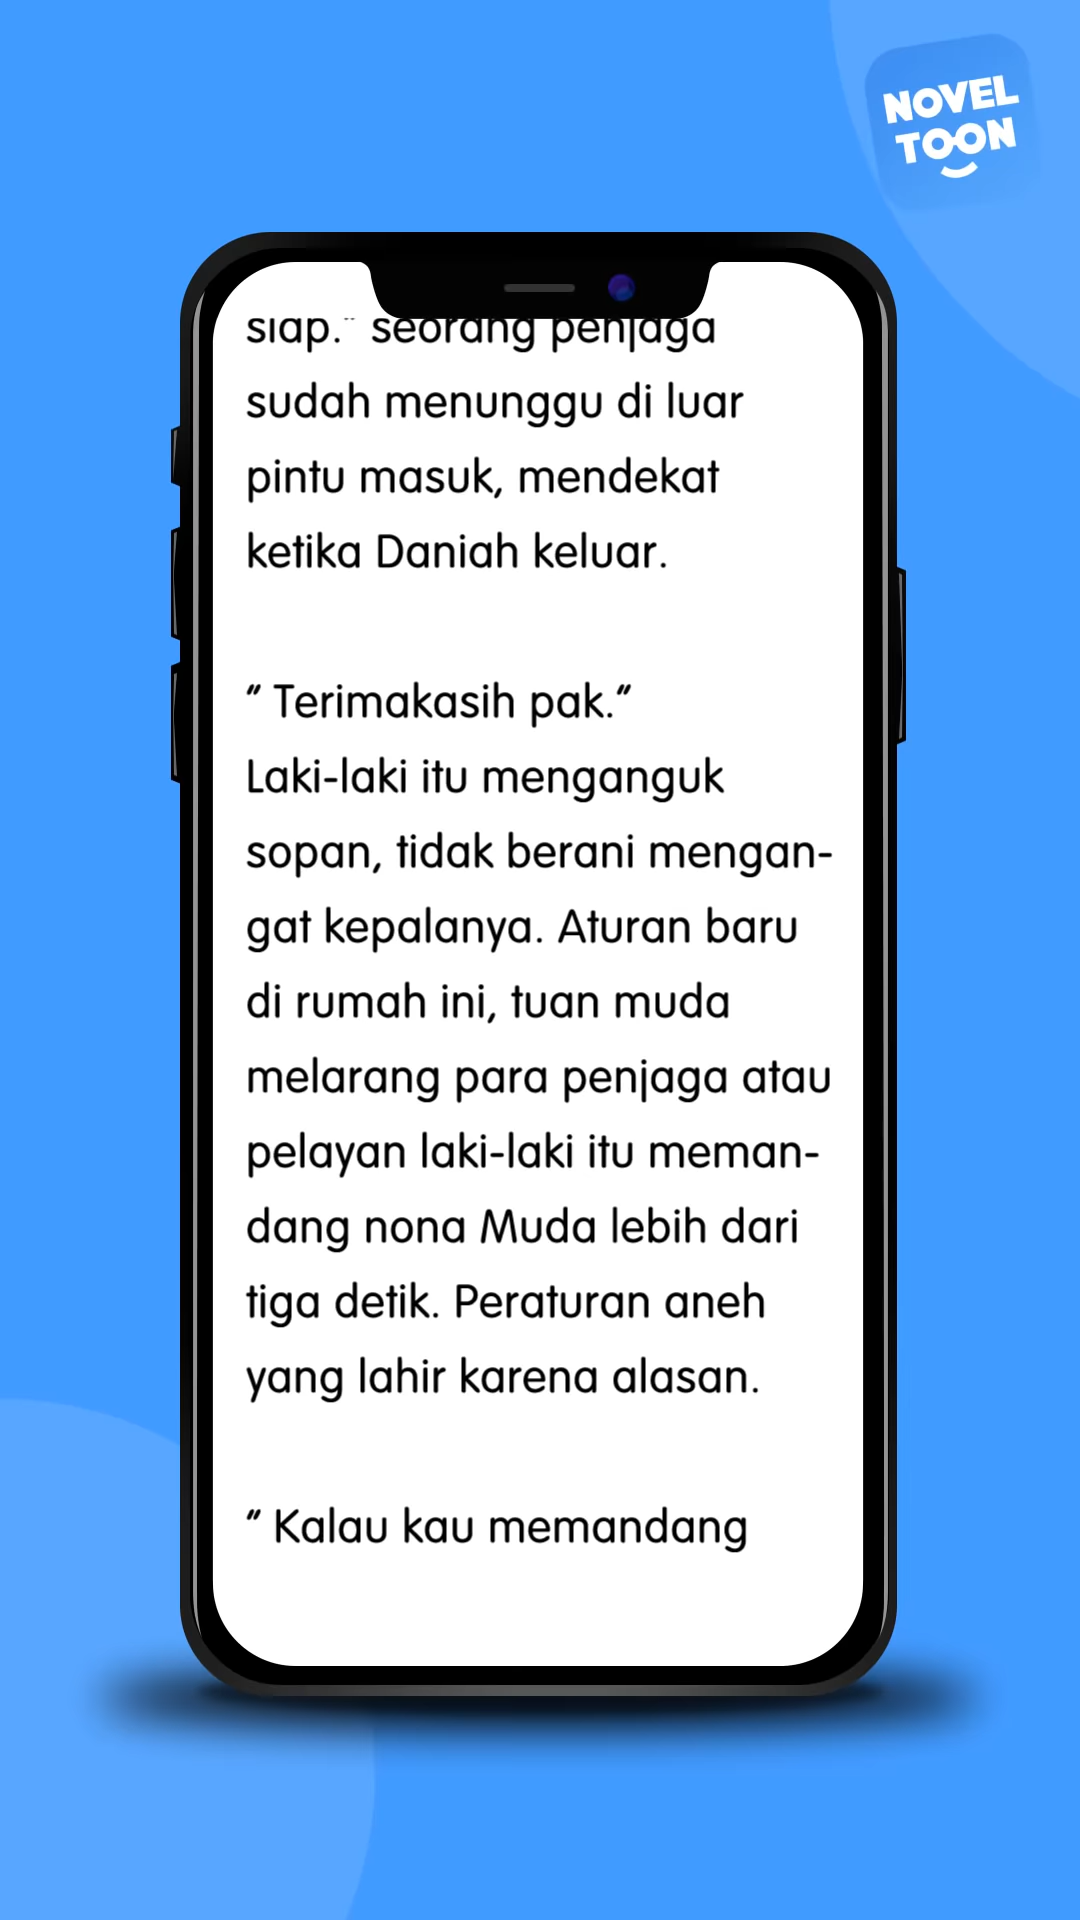 NOVEL
TOON
siap." seorang penjaga
sudah menunggu di luar
pintu masuk, mendekat
ketika Daniah keluar.
" Terimakasih pak."
Laki-laki itu menganguk
sopan, tidak berani mengan-
gat kepalanya. Aturan baru
di rumah ini, tuan muda
melarang para penjaga atau
pelayan laki-laki itu meman-
dang nona Muda lebih dari
tiga detik. Peraturan aneh
yang lahir karena alasan.
" Kalau kau memandang